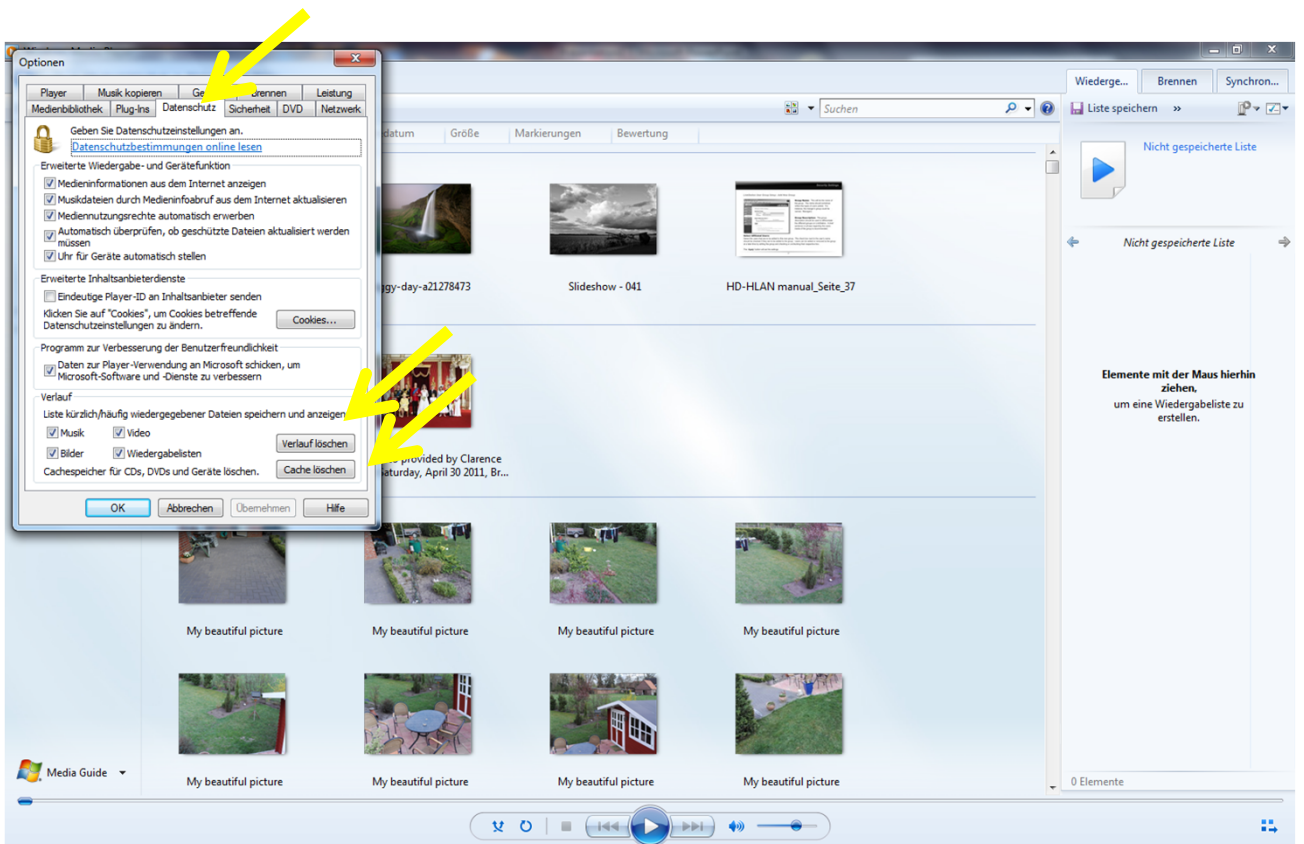 Optionen
Player Musik kopieren Brennen Leistung
Medienbibliothek Plug-Ins Datenschutz Sicherheit DVD Netzwerk
Geben Sie Datenschutzeinstellungen an.
Datenschutzbestimmungen online lesen
Erweiterte Wiedergabe- und Gerätefunktion
Medieninformationen aus dem Internet anzeigen
Musikdateien durch Medieninfoabruf aus dem Internet aktualisieren
Mediennutzungsrechte automatisch erwerben
Automatisch überprüfen, ob geschützte Dateien aktualisiert werden
müssen
Uhr für Geräte automatisch stellen
Erweiterte Inhaltsanbieterdienste
Eindeutige Player-ID an Inhaltsanbieter senden
Klicken Sie auf "Cookies", um Cookies betreffende
Datenschutzeinstellungen zu ändern.
Cookies...
Programm zur Verbesserung der Benutzerfreundlichkeit
Daten zur Player-Verwendung an Microsoft schicken, um
Microsoft-Software und -Dienste zu verbessern
Verlauf
Liste kürzlich/häufig wiedergegebener Dateien speichern und anzeigen
Musik Video
Bilder Wiedergabelisten
Verlauf löschen
Cachespeicher für CDs, DVDs und Geräte löschen.
Cache löschen
OK Abbrechen Übernehmen Hilfe
datum Größe Markierungen Bewertung
Suchen
Wiederge... Brennen Synchron...
Liste speichern »
Nicht gespeicherte Liste
Nicht gespeicherte Liste
ggy-day-a21278473 Slideshow - 041 HD-HLAN manual_Seite_37
provided by Clarence
aturday, April 30 2011, Br...
Elemente mit der Maus hierhin
ziehen,
um eine Wiedergabeliste zu
erstellen.
My beautiful picture My beautiful picture My beautiful picture My beautiful picture
My beautiful picture My beautiful picture My beautiful picture My beautiful picture
Media Guide
0 Elemente